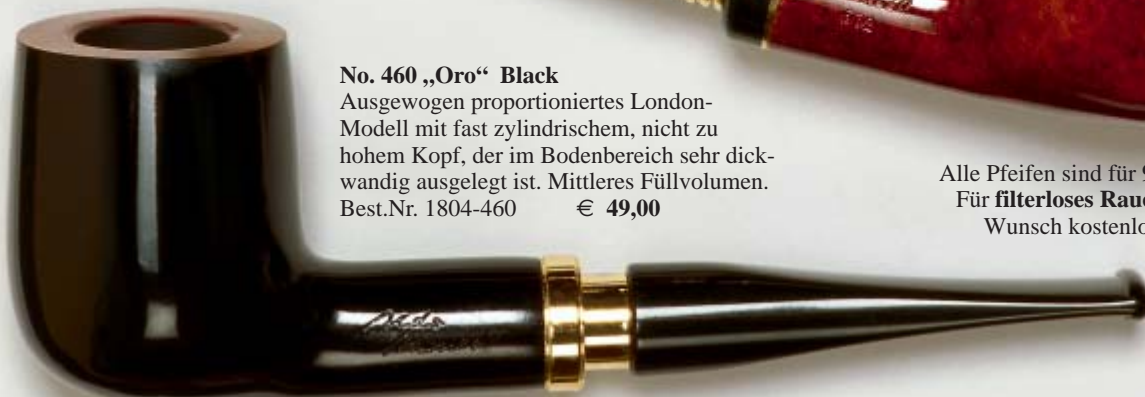 No. 460 „Oro“ Black
Ausgewogen proportioniertes London-
Modell mit fast zylindrischem, nicht zu
hohem Kopf, der im Bodenbereich sehr dick-
wandig ausgelegt ist. Mittleres Füllvolumen.
Best.Nr. 1804-460 € 49,00
Alle Pfeifen sind für
Für filterloses
Wunsch